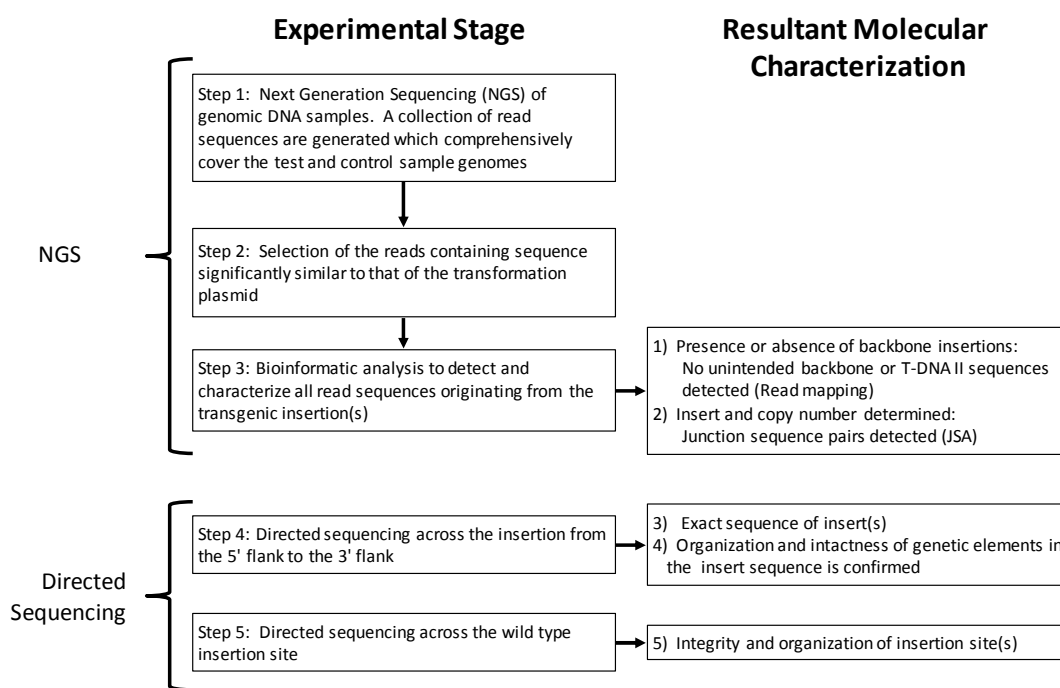 Experimental Stage
Resultant Molecular
Characterization
NGS
Step 1:  Next Generation Sequencing (NGS) of
genomic DNA samples.  A collection of read
sequences are generated which comprehensively
cover the test and control sample genomes
Step 2:  Selection of the reads containing sequence
significantly similar to that of the transformation
plasmid
Step 3: Bioinformatic analysis to detect and
characterize all read sequences originating from the
transgenic insertion(s)
1)  Presence or absence of backbone insertions:
No unintended backbone or T-DNA II sequences
detected (Read mapping)
2)  Insert and copy number determined:
Junction sequence pairs detected (JSA)
Directed
Sequencing
Step 4: Directed sequencing across the insertion from
the 5' flank to the 3' flank
3)   Exact sequence of insert(s)
4)   Organization and intactness of genetic elements in
the  insert sequence is confirmed
Step 5:  Directed sequencing across the wild type
insertion site
5)  Integrity and organization of insertion site(s)